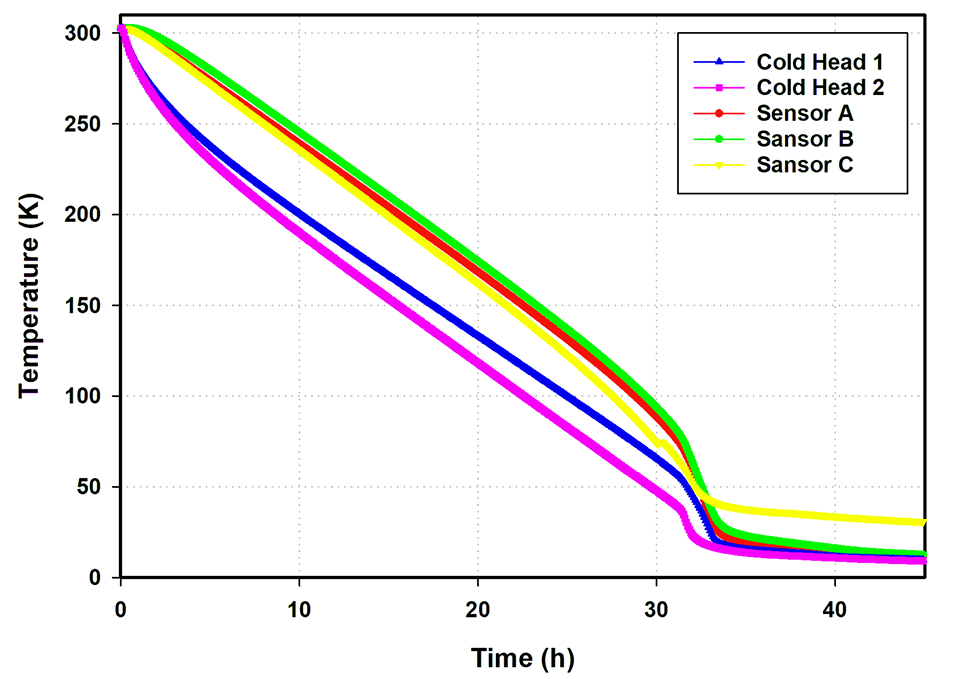 300
250
200
150
100
50
0
Temperature (K)
Cold Head 1
Cold Head 2
Sensor A
Sansor B
Sansor C
0 10 20 30 40
Time (h)